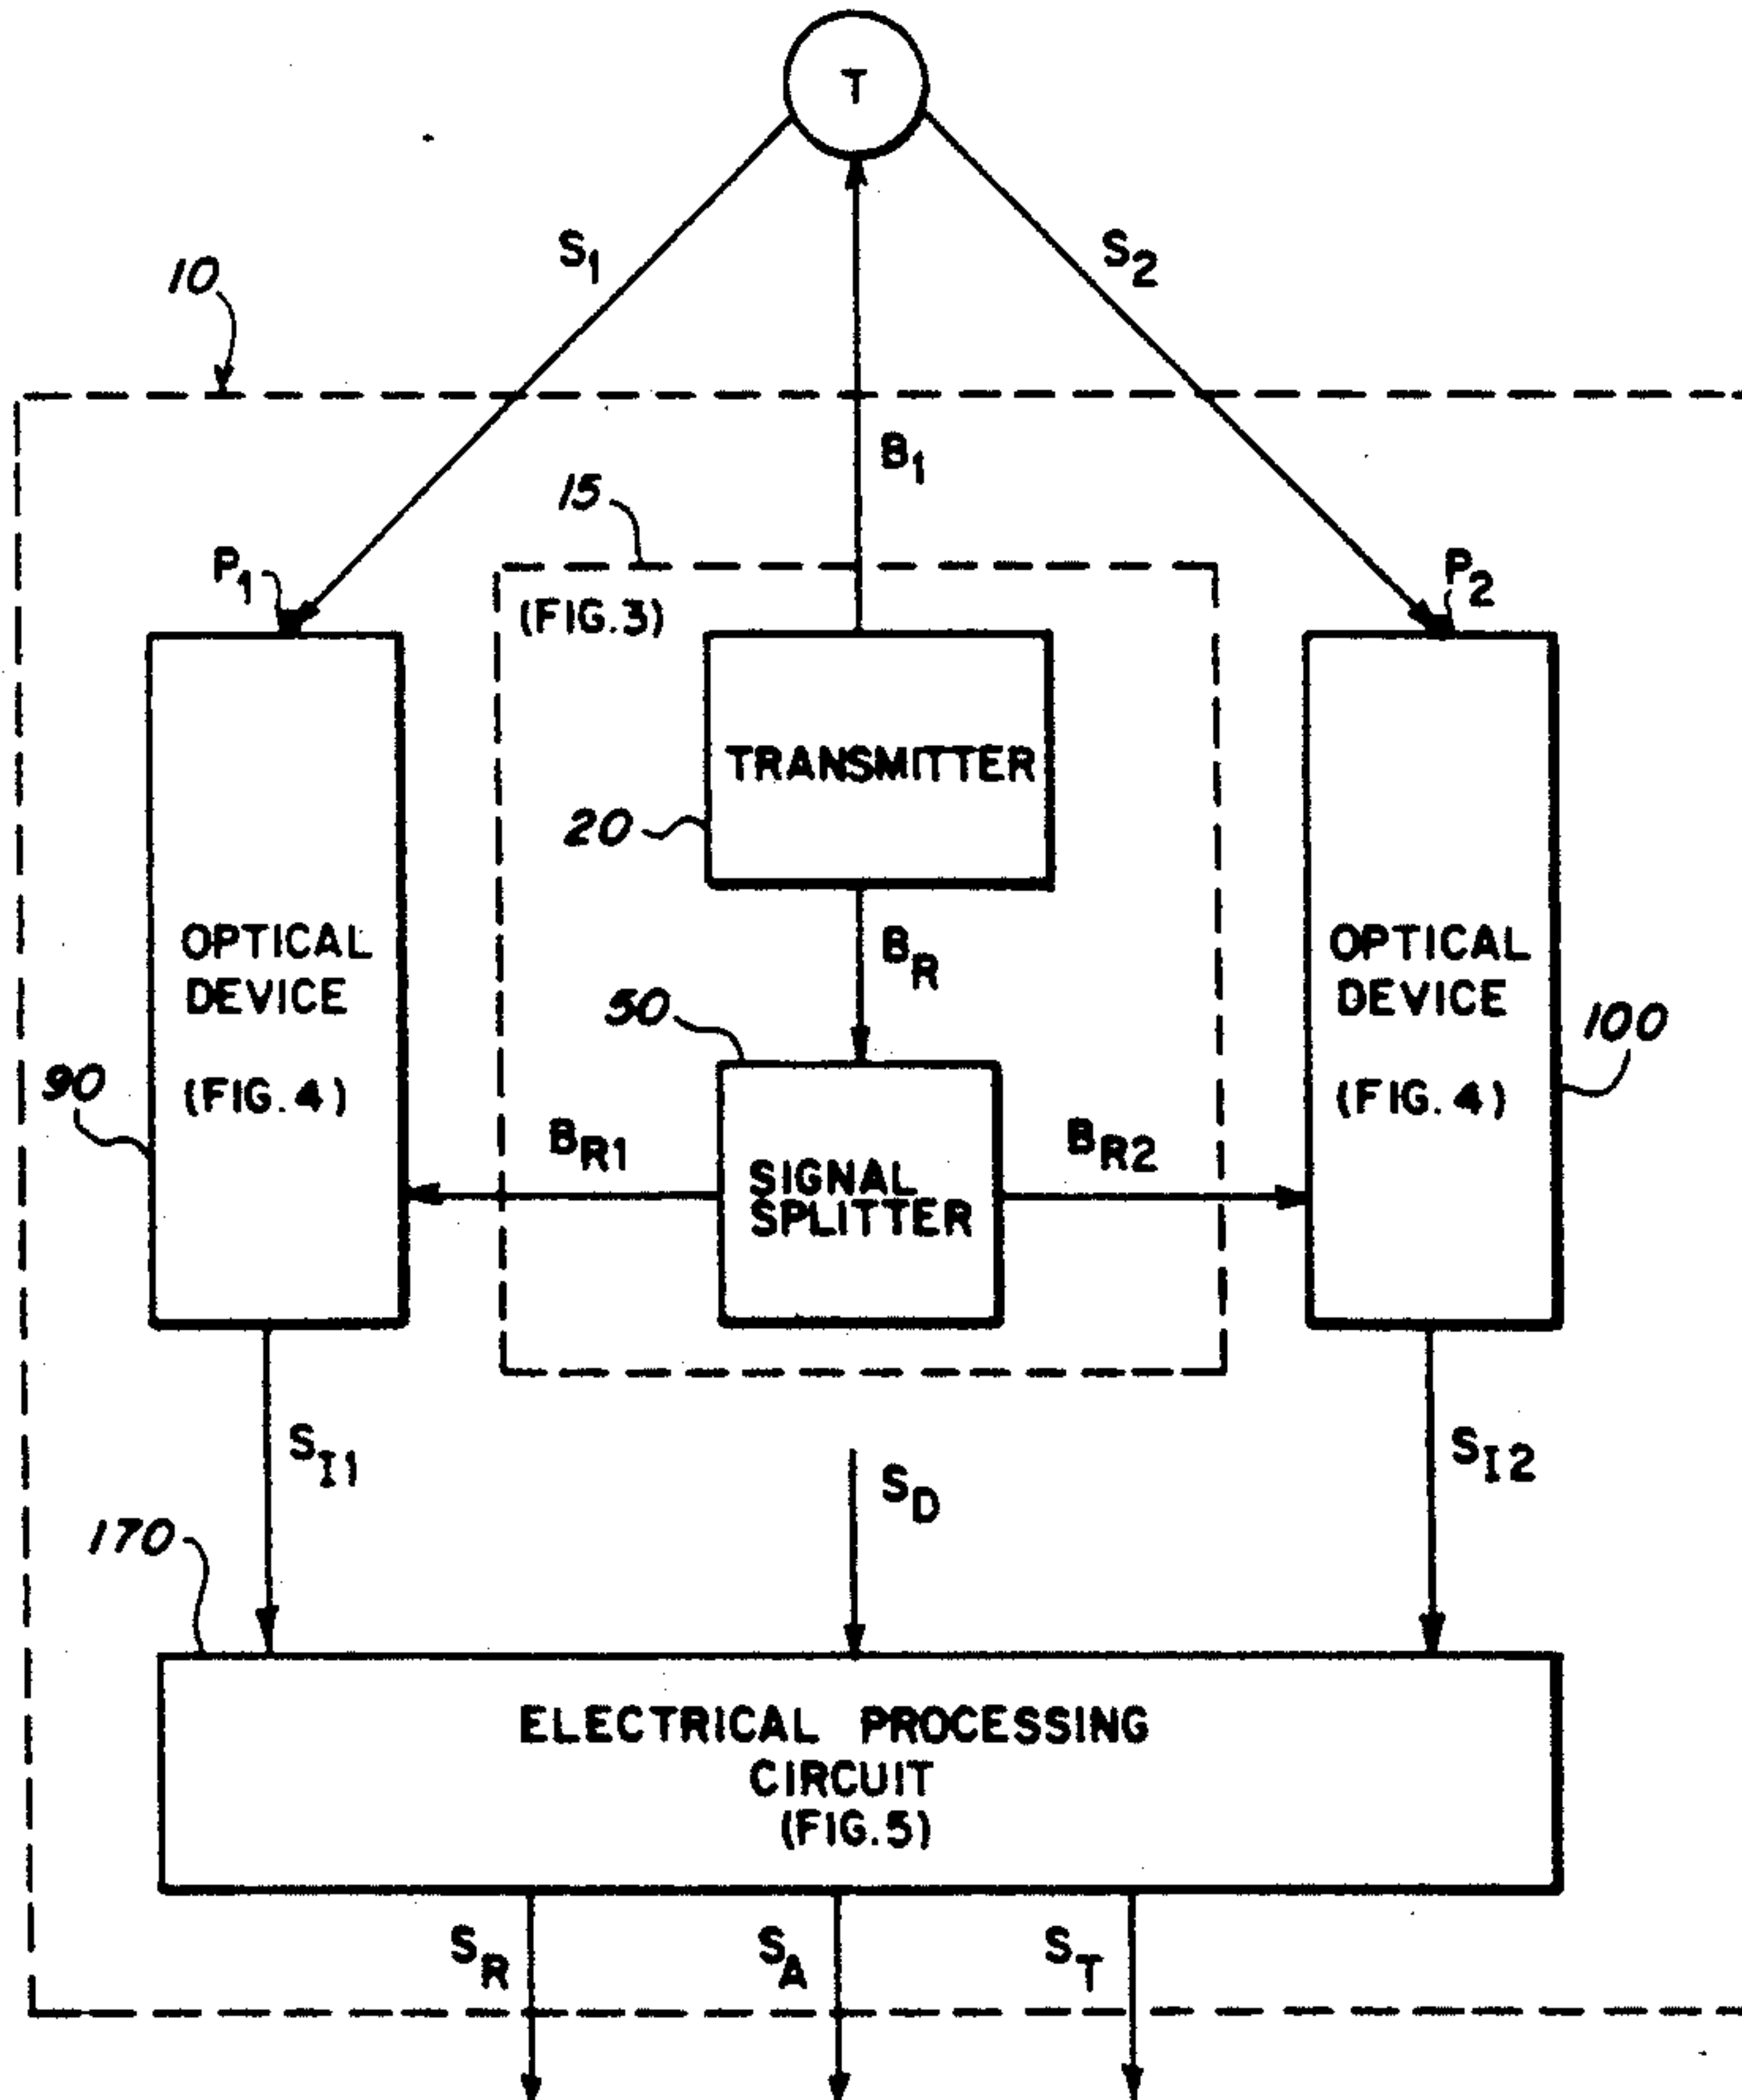 T
S1
S2
10
B1
15
P1
P2
(FIG.3)
TRANSMITTER
20
OPTICAL
DEVICE
(FIG.4)
BR
OPTICAL
DEVICE
(FIG.4)
50
100
90
BR1
BR2
SIGNAL
SPLITTER
SI1
SD
SI2
170
ELECTRICAL PROCESSING
CIRCUIT
(FIG.5)
SR
SA
ST